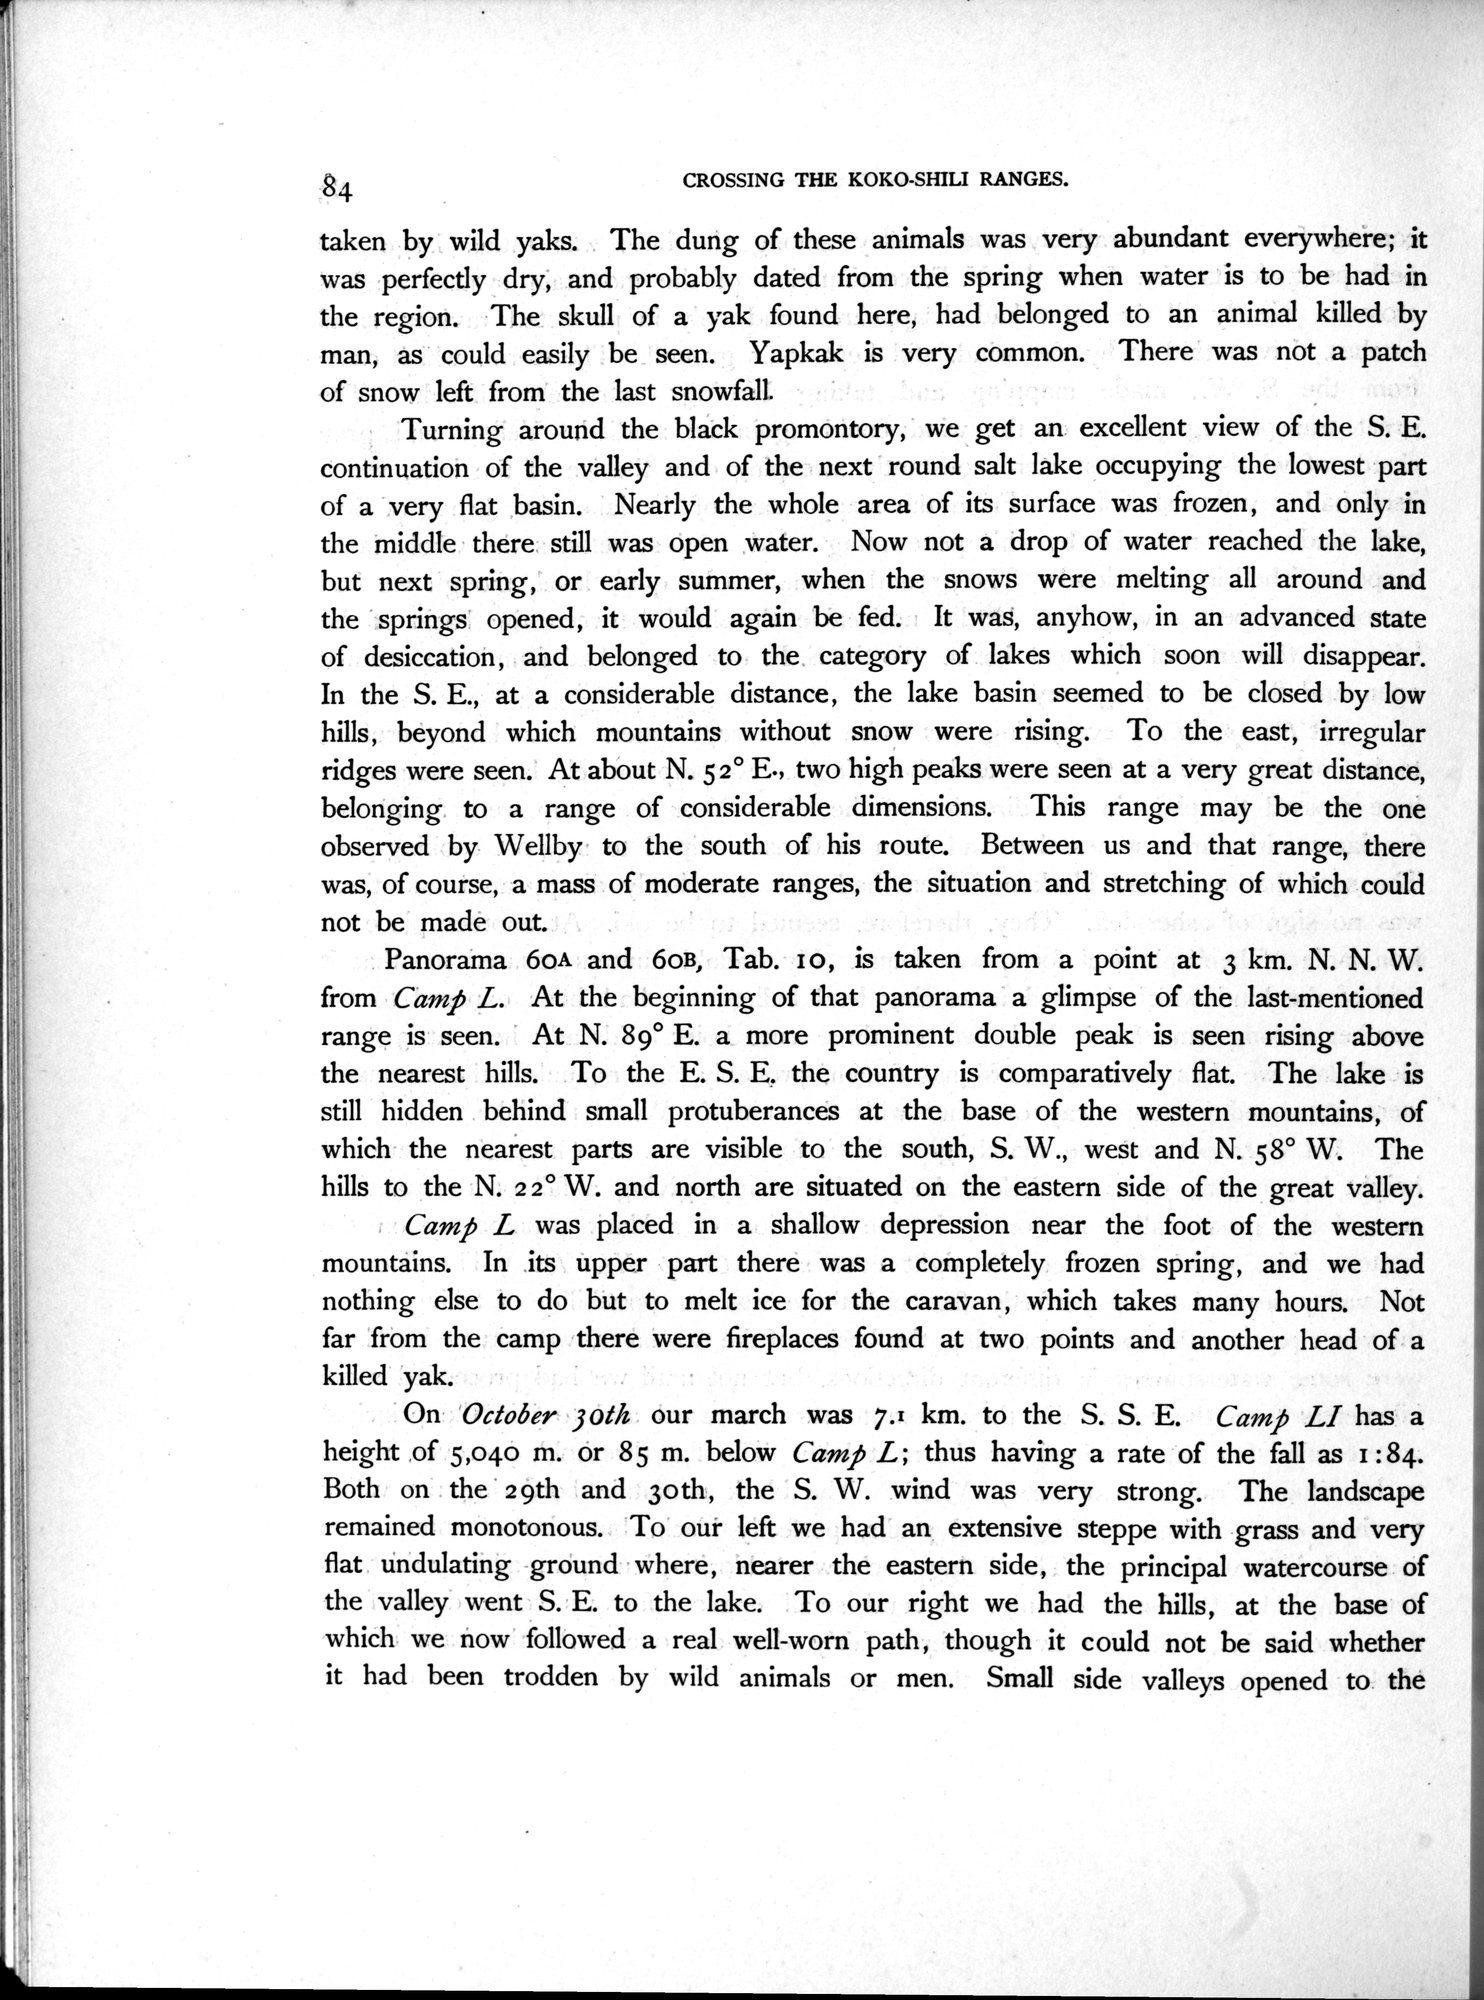 84
CROSSING THE KOKO-SHILI RANGES.
taken by wild yaks. The dung of these animals was very abundant everywhere; it
was perfectly dry, and probably dated from the spring when water is to be had in
the region. The skull of a yak found here, had belonged to an animal killed by
man, as could easily be seen. Yapkak is very common. There was not a patch
of snow left from the last snowfall.
Turning around the black promontory, we get an excellent view of the S. E.
continuation of the valley and of the next round salt lake occupying the lowest part
of a very flat basin. Nearly the whole area of its surface was frozen, and only in
the middle there still was open water. Now not a drop of water reached the lake,
but next spring, or early summer, when the snows were melting all around and
the springs opened, it would again be fed. It was, anyhow, in an advanced state
of desiccation, and belonged to the category of lakes which soon will disappear.
In the S. E., at a considerable distance, the lake basin seemed to be closed by low
hills, beyond which mountains without snow were rising. To the east, irregular
ridges were seen. At about N. 52° E., two high peaks were seen at a very great distance,
belonging to a range of considerable dimensions. This range may be the one
observed by Wellby to the south of his route. Between us and that range, there
was, of course, a mass of moderate ranges, the situation and stretching of which could
not be made out.
Panorama 60A and 60B, Tab. 10, is taken from a point at 3 km. N. N. W.
from Camp L. At the beginning of that panorama a glimpse of the last-mentioned
range is seen. At N. 89° E. a more prominent double peak is seen rising above
the nearest hills. To the E. S. E. the country is comparatively flat. The lake is
still hidden behind small protuberances at the base of the western mountains, of
which the nearest parts are visible to the south, S. W., west and N. 58° W. The
hills to the N. 22° W. and north are situated on the eastern side of the great valley.
Camp L was placed in a shallow depression near the foot of the western
mountains. In its upper part there was a completely frozen spring, and we had
nothing else to do but to melt ice for the caravan, which takes many hours. Not
far from the camp there were fireplaces found at two points and another head of a
killed yak.
On October 30th our march was 7.1 km. to the S. S. E. Camp LI has a
height of 5,040 m. or 85 m. below Camp L; thus having a rate of the fall as 1:84.
Both on the 29th and 30th, the S. W. wind was very strong. The landscape
remained monotonous. To our left we had an extensive steppe with grass and very
flat undulating ground where, nearer the eastern side, the principal watercourse of
the valley went S. E. to the lake. To our right we had the hills, at the base of
which we now followed a real well-worn path, though it could not be said whether
it had been trodden by wild animals or men. Small side valleys opened to the